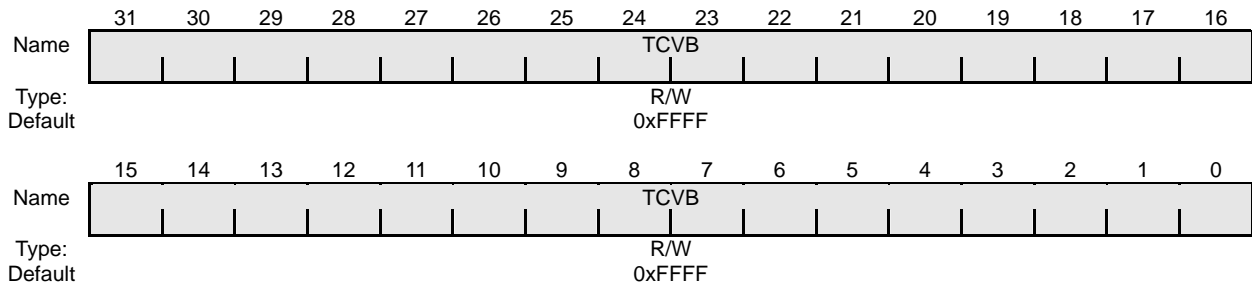 31 30 29 28 27 26 25 24 23 22 21 20 19 18 17 16
Name TCVB
Type: R/W
Default 0xFFFF
15 14 13 12 11 10 9 8 7 6 5 4 3 2 1 0
Name TCVB
Type: R/W
Default 0xFFFF